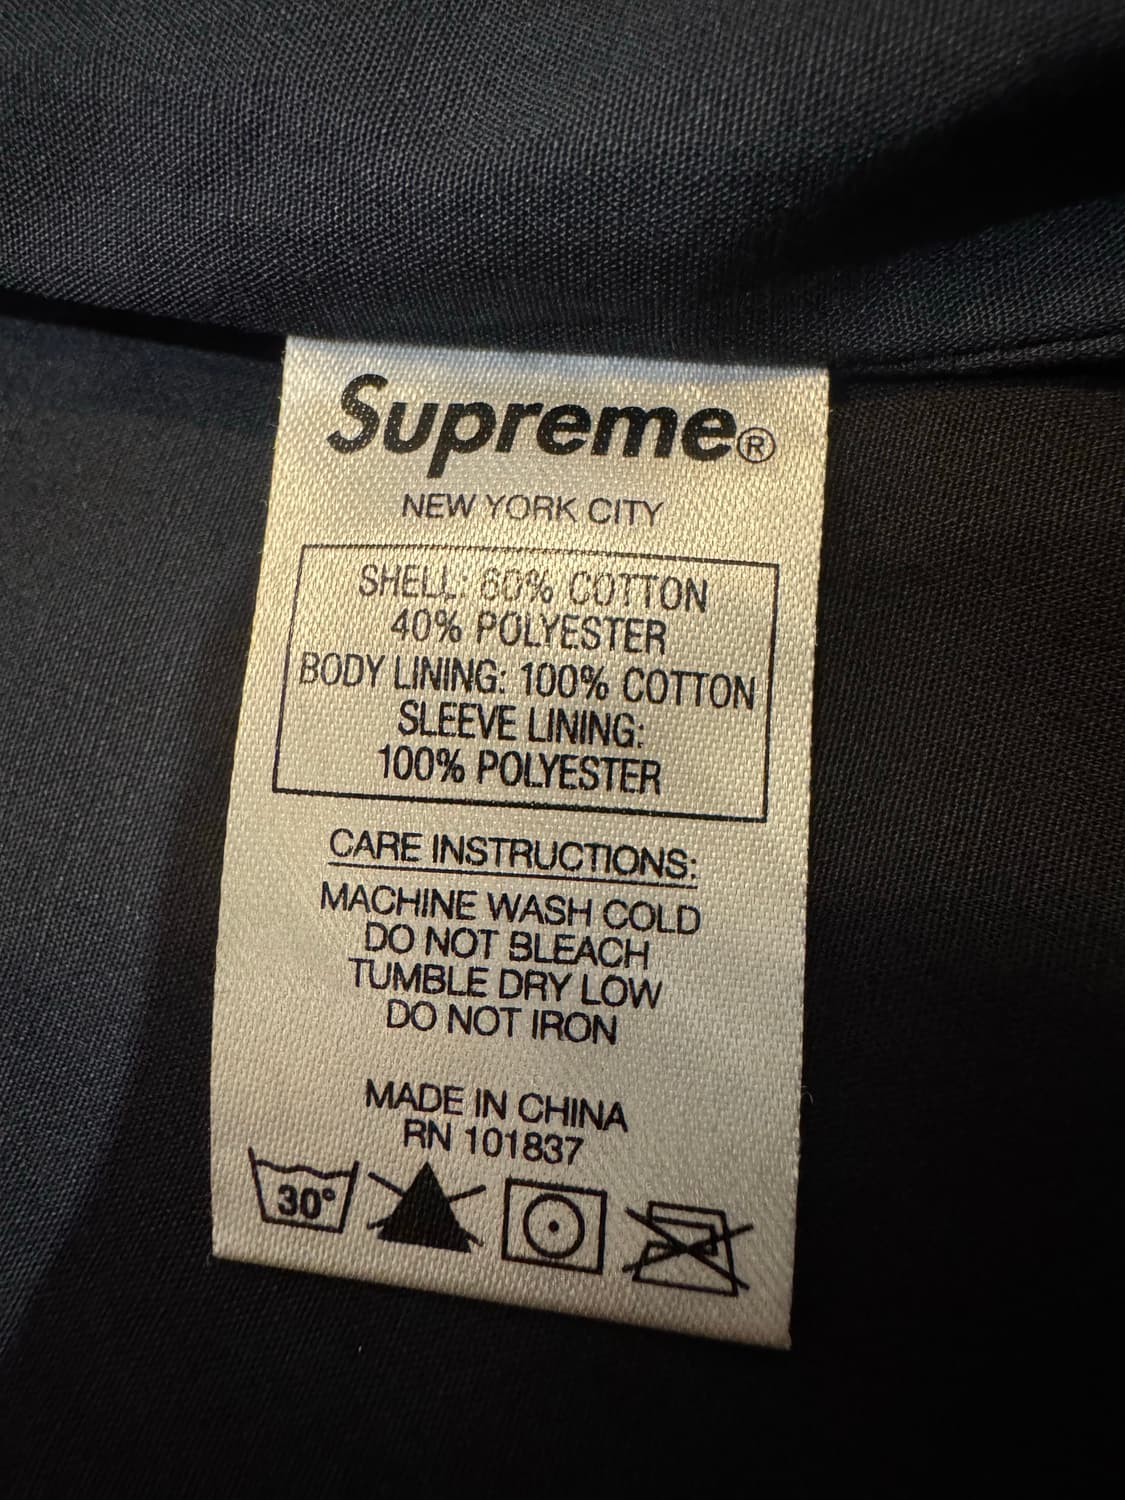 Supreme®
NEW YORK CITY
SHELL: 60% COTTON
40% POLYESTER
BODY LINING: 100% COTTON
SLEEVE LINING:
100% POLYESTER
CARE INSTRUCTIONS:
MACHINE WASH COLD
DO NOT BLEACH
TUMBLE DRY LOW
DO NOT IRON
MADE IN CHINA
RN 101837
30°